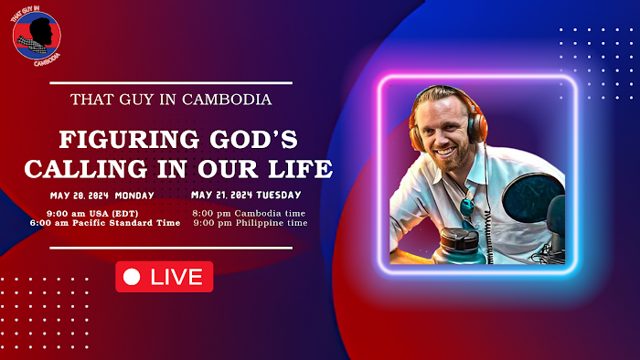 THAT GUY IN
CAMBODIA
THAT GUY IN CAMBODIA
FIGURING GOD'S
CALLING IN OUR LIFE
MAY 20, 2024 MONDAY
MAY 21, 2024 TUESDAY
9:00 am USA (EDT)
8:00 pm Cambodia time
6:00 am Pacific Standard Time
9:00 pm Philippine time
LIVE